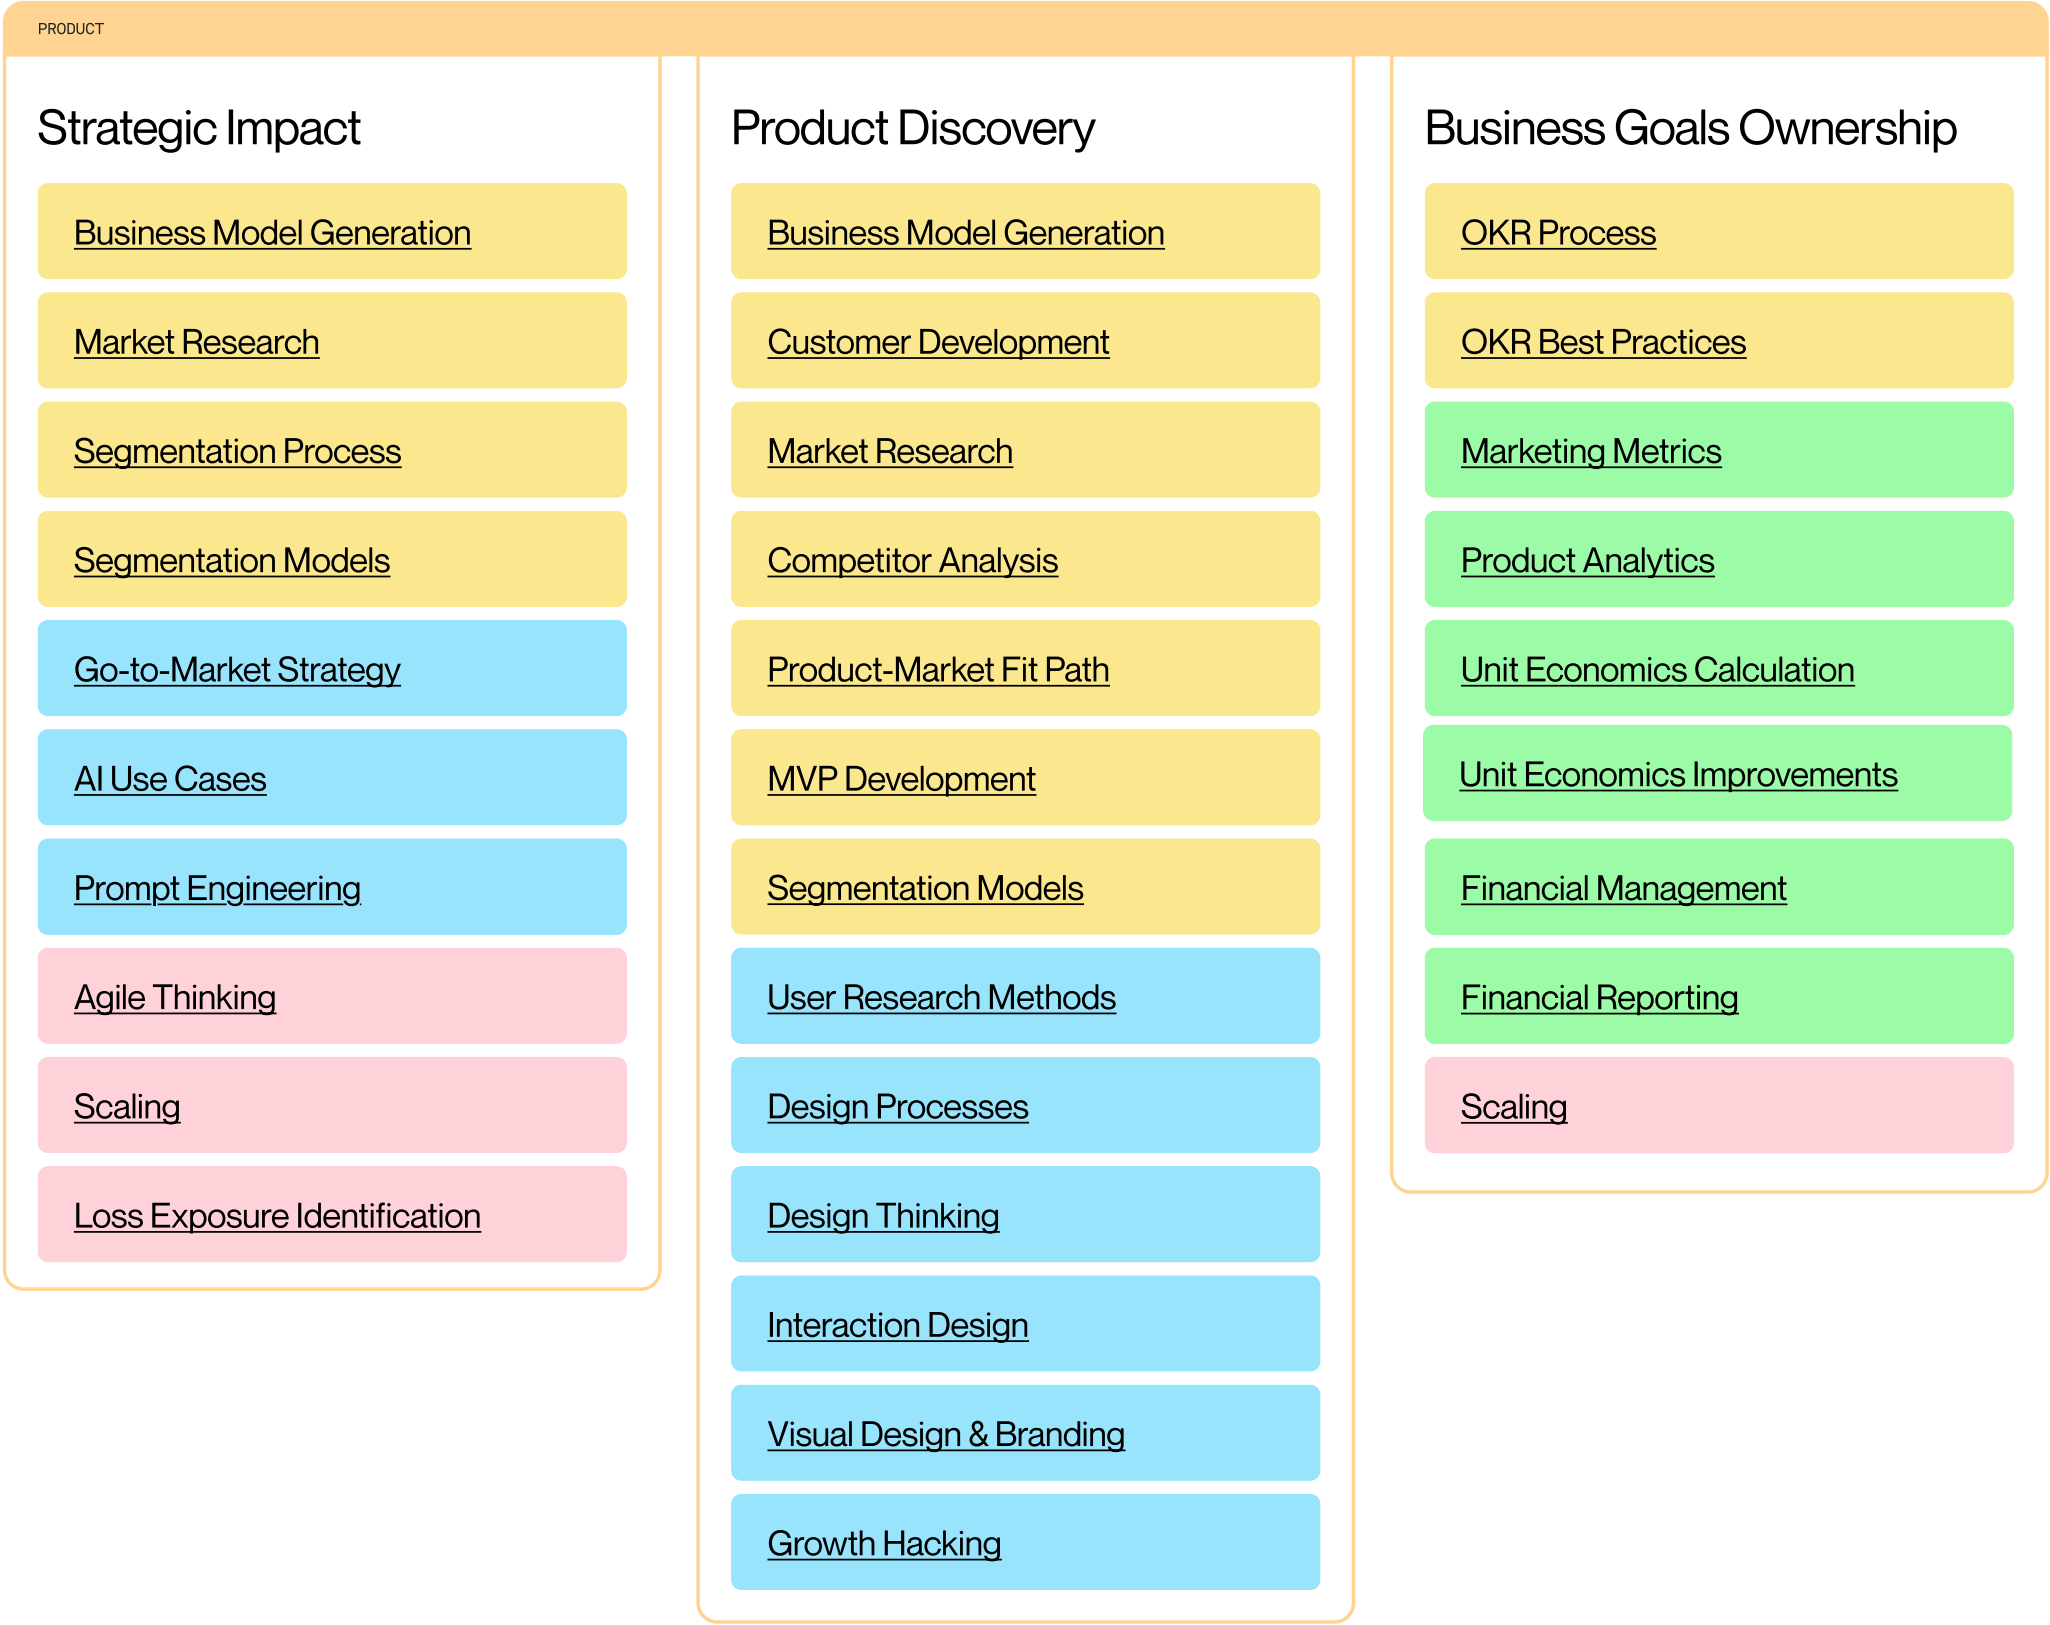 PRODUCT
Strategic Impact
Business Model Generation
Market Research
Segmentation Process
Segmentation Models
Go-to-Market Strategy
AI Use Cases
Prompt Engineering
Agile Thinking
Scaling
Loss Exposure Identification
Product Discovery
Business Model Generation
Customer Development
Market Research
Competitor Analysis
Product-Market Fit Path
MVP Development
Segmentation Models
User Research Methods
Design Processes
Design Thinking
Interaction Design
Visual Design & Branding
Growth Hacking
Business Goals Ownership
OKR Process
OKR Best Practices
Marketing Metrics
Product Analytics
Unit Economics Calculation
Unit Economics Improvements
Financial Management
Financial Reporting
Scaling